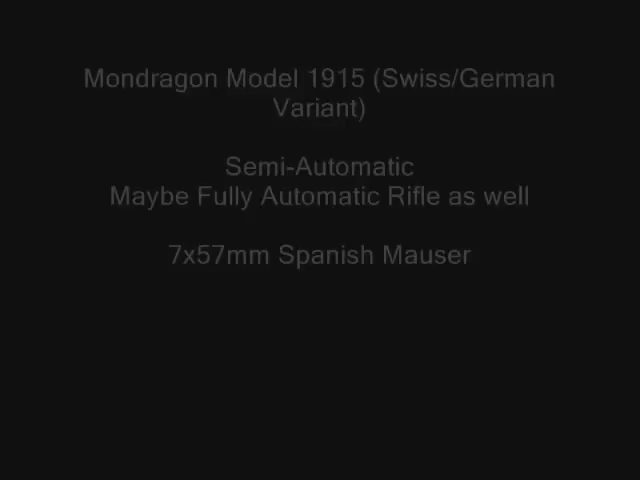 Mondragon Model 1915 (Swiss/German
Variant)
Semi-Automatic
Maybe Fully Automatic Rifle as well
7x57mm Spanish Mauser